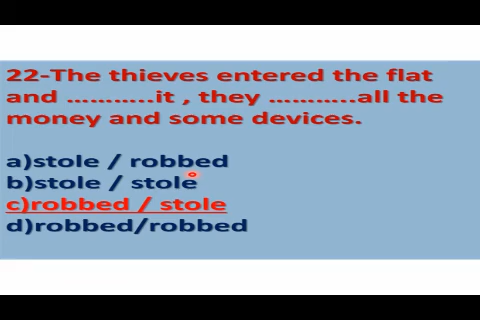 22-The thieves entered the flat
and ………..it , they ………..all the
money and some devices.
a)stole / robbed
b)stole / stole
c)robbed / stole
d)robbed/robbed